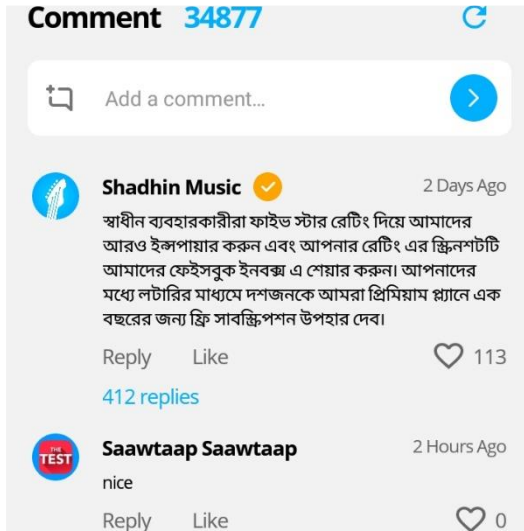 Comment 34877
Add a comment...
Shadhin Music 2 Days Ago
স্বাধীন ব্যবহারকারীরা ফাইভ স্টার রেটিং দিয়ে আমাদের
আরও ইন্সপায়ার করুন এবং আপনার রেটিং এর স্ক্রিনশটটি
আমাদের ফেইসবুক ইনবক্স এ শেয়ার করুন। আপনাদের
মধ্যে লটারির মাধ্যমে দশজনকে আমরা প্রিমিয়াম প্ল্যানে এক
বছরের জন্য ফ্রি সাবস্ক্রিপশন উপহার দেব।
Reply Like 113
412 replies
THE
TEST
Saawtaap Saawtaap 2 Hours Ago
nice
Reply Like 0